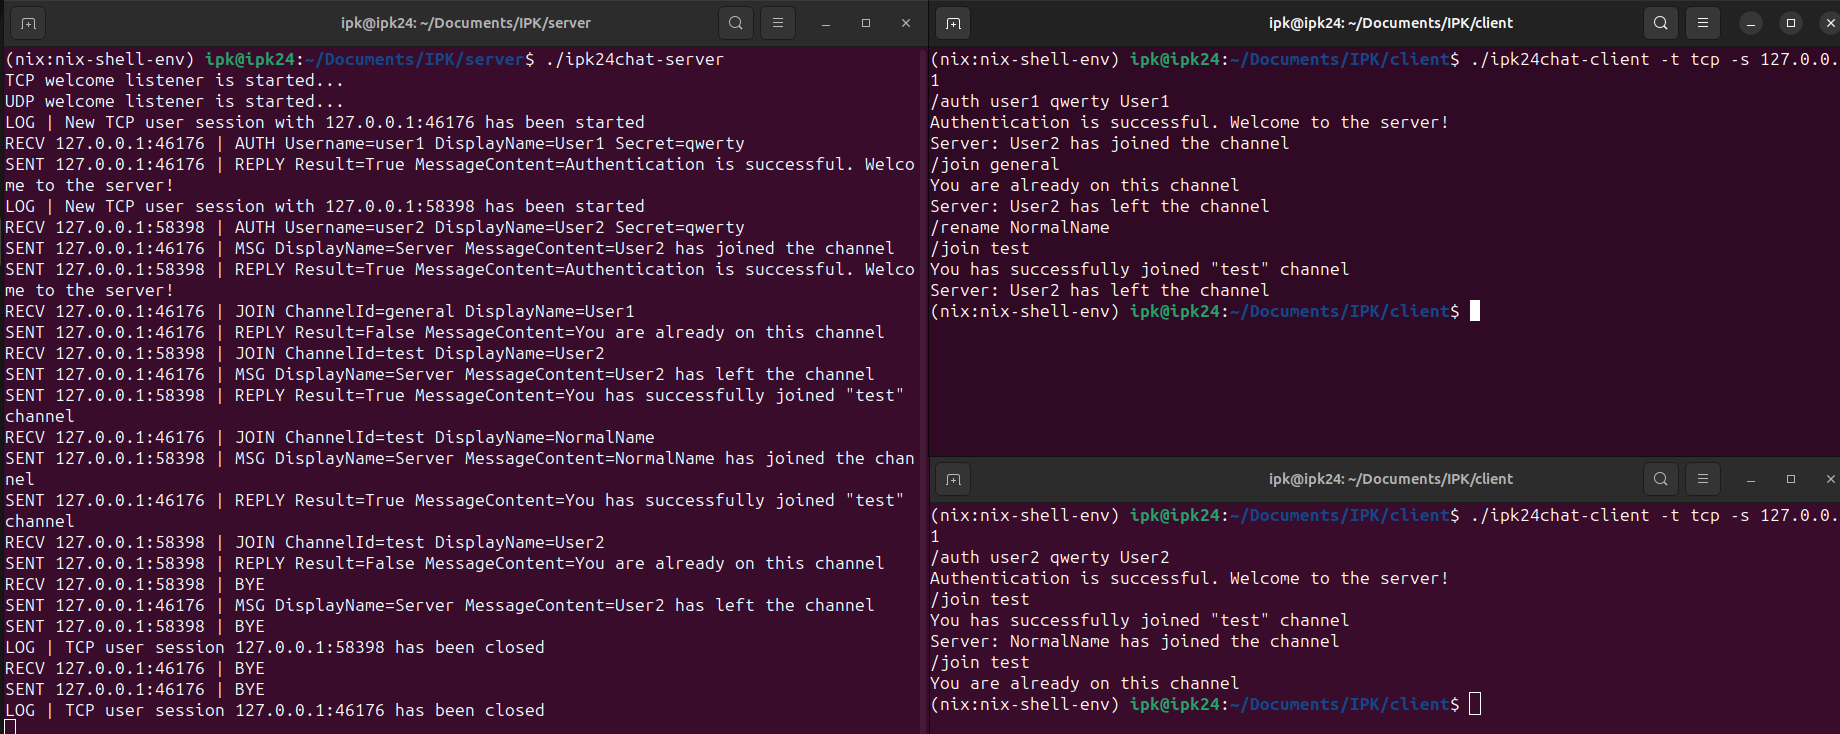 ipk@ipk24: ~/Documents/IPK/server
(nix:nix-shell-env) ipk@ipk24:~/Documents/IPK/server$ ./ipk24chat-server
TCP welcome listener is started...
UDP welcome listener is started...
LOG | New TCP user session with 127.0.0.1:46176 has been started
RECV 127.0.0.1:46176 | AUTH Username=user1 DisplayName=User1 Secret=qwerty
SENT 127.0.0.1:46176 | REPLY Result=True MessageContent=Authentication is successful. Welco
me to the server!
LOG | New TCP user session with 127.0.0.1:58398 has been started
RECV 127.0.0.1:58398 | AUTH Username=user2 DisplayName=User2 Secret=qwerty
SENT 127.0.0.1:46176 | MSG DisplayName=Server MessageContent=User2 has joined the channel
SENT 127.0.0.1:58398 | REPLY Result=True MessageContent=Authentication is successful. Welco
me to the server!
RECV 127.0.0.1:46176 | JOIN ChannelId=general DisplayName=User1
SENT 127.0.0.1:46176 | REPLY Result=False MessageContent=You are already on this channel
RECV 127.0.0.1:58398 | JOIN ChannelId=test DisplayName=User2
SENT 127.0.0.1:46176 | MSG DisplayName=Server MessageContent=User2 has left the channel
SENT 127.0.0.1:58398 | REPLY Result=True MessageContent=You has successfully joined "test"
channel
RECV 127.0.0.1:46176 | JOIN ChannelId=test DisplayName=NormalName
SENT 127.0.0.1:58398 | MSG DisplayName=Server MessageContent=NormalName has joined the chan
nel
SENT 127.0.0.1:46176 | REPLY Result=True MessageContent=You has successfully joined "test"
channel
RECV 127.0.0.1:58398 | JOIN ChannelId=test DisplayName=User2
SENT 127.0.0.1:58398 | REPLY Result=False MessageContent=You are already on this channel
RECV 127.0.0.1:58398 | BYE
SENT 127.0.0.1:46176 | MSG DisplayName=Server MessageContent=User2 has left the channel
SENT 127.0.0.1:58398 | BYE
LOG | TCP user session 127.0.0.1:58398 has been closed
RECV 127.0.0.1:46176 | BYE
SENT 127.0.0.1:46176 | BYE
LOG | TCP user session 127.0.0.1:46176 has been closed
ipk@ipk24: ~/Documents/IPK/client
(nix:nix-shell-env) ipk@ipk24:~/Documents/IPK/client$ ./ipk24chat-client -t tcp -s 127.0.0.
1
/auth user1 qwerty User1
Authentication is successful. Welcome to the server!
Server: User2 has joined the channel
/join general
You are already on this channel
Server: User2 has left the channel
/rename NormalName
/join test
You has successfully joined "test" channel
Server: User2 has left the channel
(nix:nix-shell-env) ipk@ipk24:~/Documents/IPK/client$
ipk@ipk24: ~/Documents/IPK/client
(nix:nix-shell-env) ipk@ipk24:~/Documents/IPK/client$ ./ipk24chat-client -t tcp -s 127.0.0.
1
/auth user2 qwerty User2
Authentication is successful. Welcome to the server!
/join test
You has successfully joined "test" channel
Server: NormalName has joined the channel
/join test
You are already on this channel
(nix:nix-shell-env) ipk@ipk24:~/Documents/IPK/client$